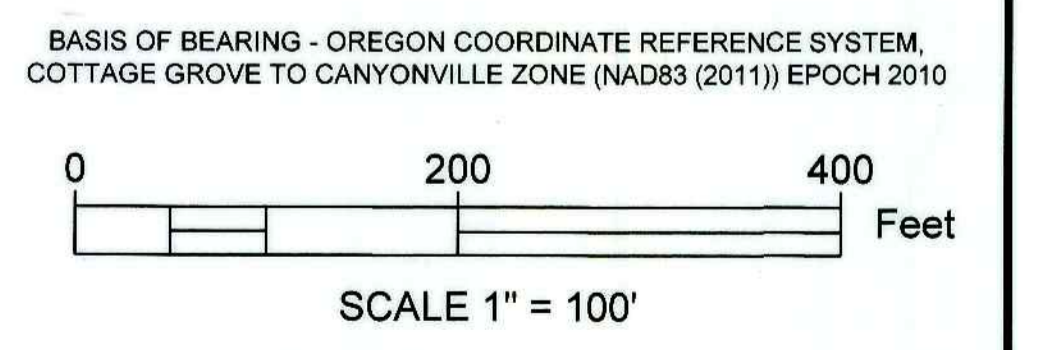 BASIS OF BEARING - OREGON COORDINATE REFERENCE SYSTEM,
COTTAGE GROVE TO CANYONVILLE ZONE (NAD83 (2011)) EPOCH 2010
0 200 400
Feet
SCALE 1" = 100'